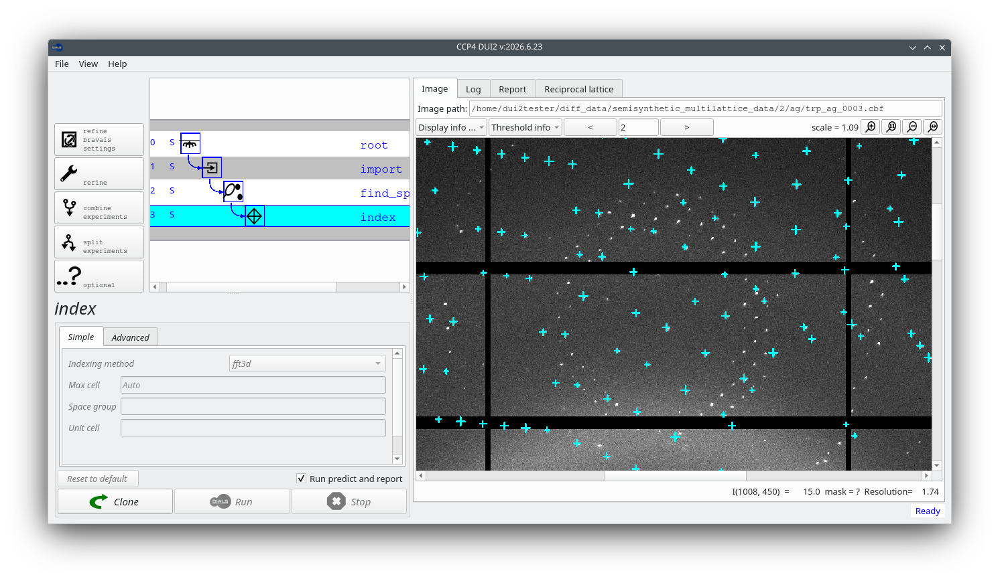 CCP4 DUI2 v:2026.6.23
File View Help
refine
bravais
settings
refine
combine
experiments
split
experiments
optional
0 S root
1 S import
2 S find_sp
3 S index
index
Simple Advanced
Indexing method fft3d
Max cell Auto
Space group
Unit cell
Reset to default
Run predict and report
Clone
DIALS Run
Stop
Image Log Report Reciprocal lattice
Image path: /home/dui2tester/diff_data/semisynthetic_multilattice_data/2/ag/trp_ag_0003.cbf
Display info ... Threshold info < 2 > scale = 1.09
I(1008, 450) = 15.0 mask = ? Resolution= 1.74
Ready